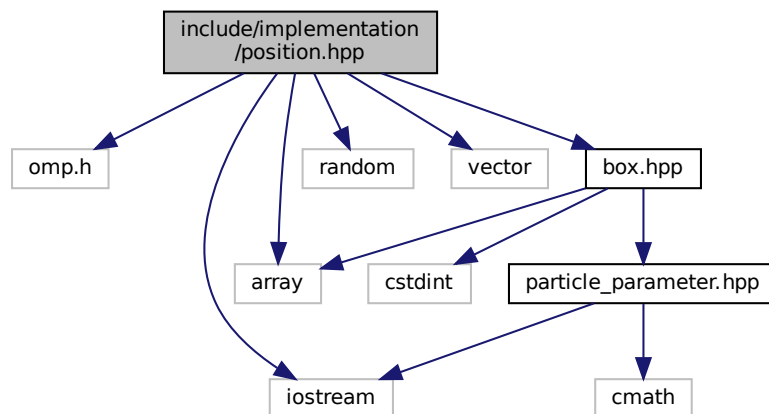 include/implementation
/position.hpp
omp.h
random
vector
box.hpp
array
cstdint
particle_parameter.hpp
iostream
cmath